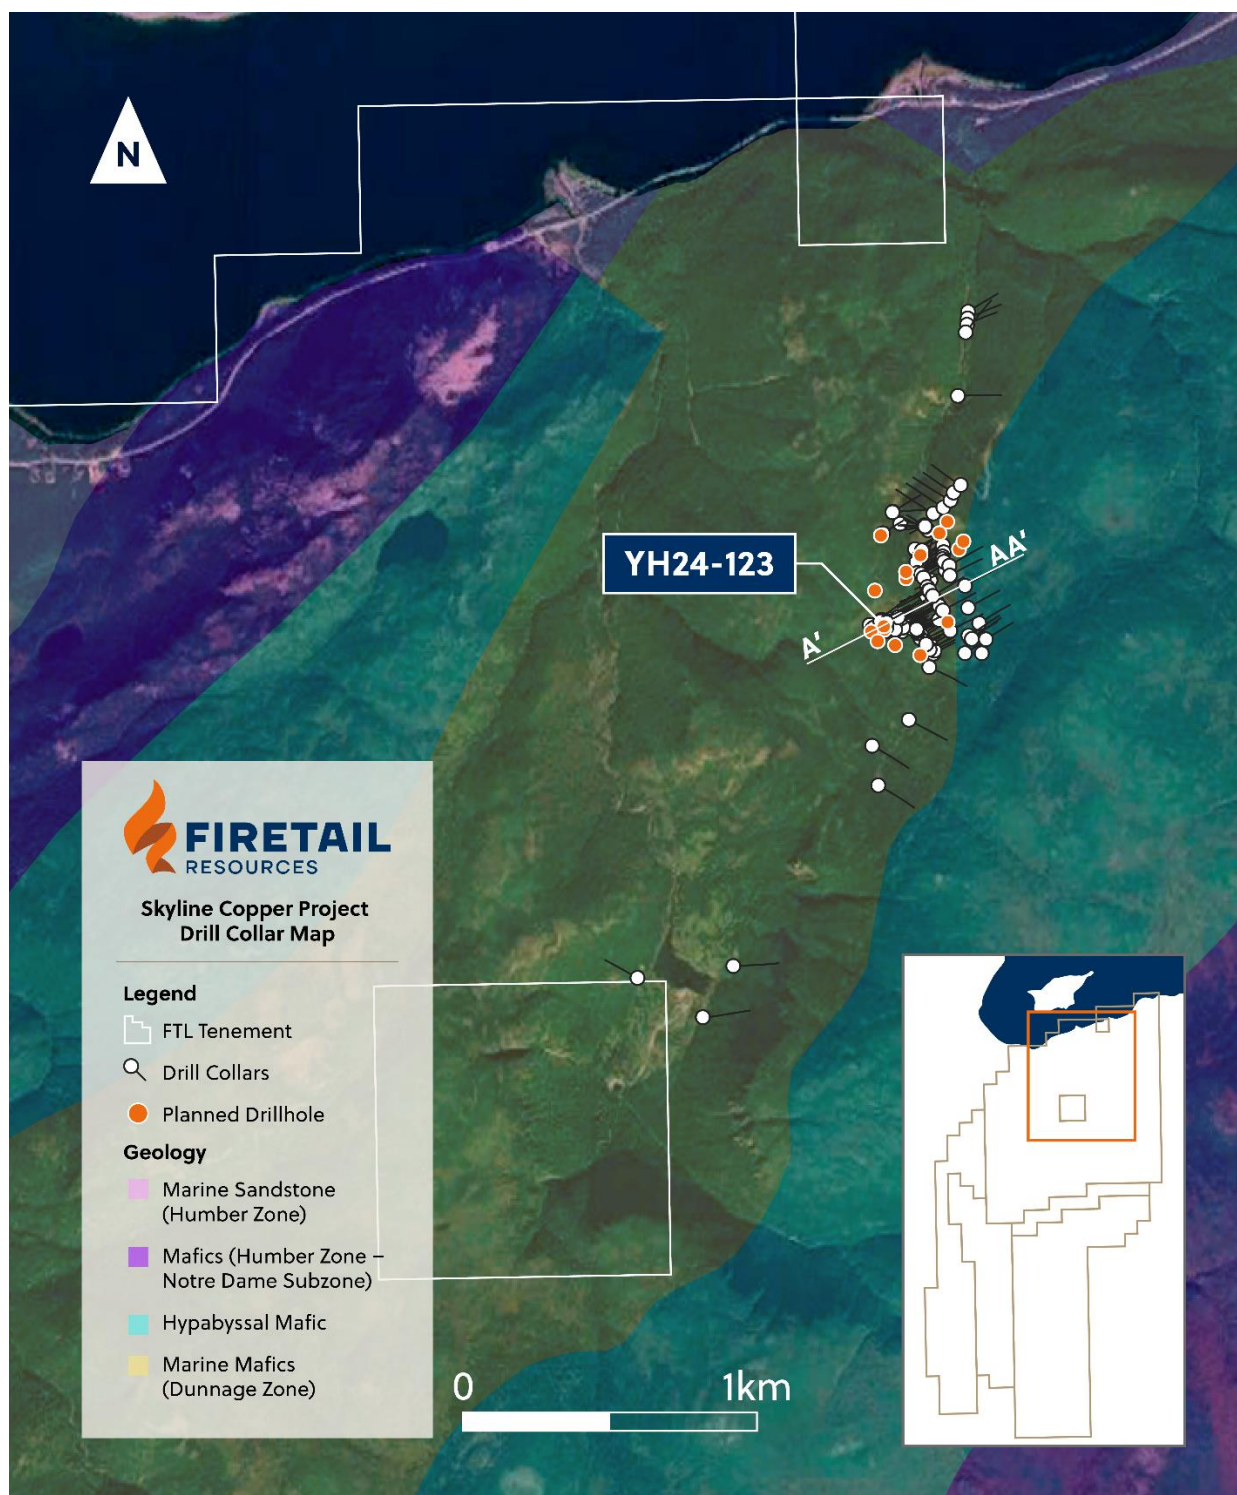 N
YH24-123
AA'
A'
FIRETAIL
RESOURCES
Skyline Copper Project
Drill Collar Map
Legend
FTL Tenement
Drill Collars
Planned Drillhole
Geology
Marine Sandstone
(Humber Zone)
Mafics (Humber Zone –
Notre Dame Subzone)
Hypabyssal Mafic
Marine Mafics
(Dunnage Zone)
0 1km